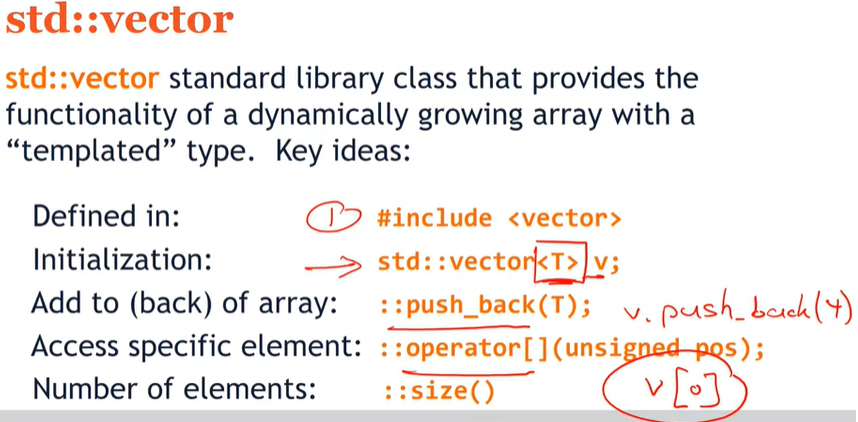 std::vector
std::vector standard library class that provides the
functionality of a dynamically growing array with a
“templated” type.  Key ideas:
Defined in: ① #include <vector>
Initialization: → std::vector<T> v;
Add to (back) of array: ::push_back(T); v.push_back(4)
Access specific element: ::operator[](unsigned pos);
Number of elements: ::size() v[0]